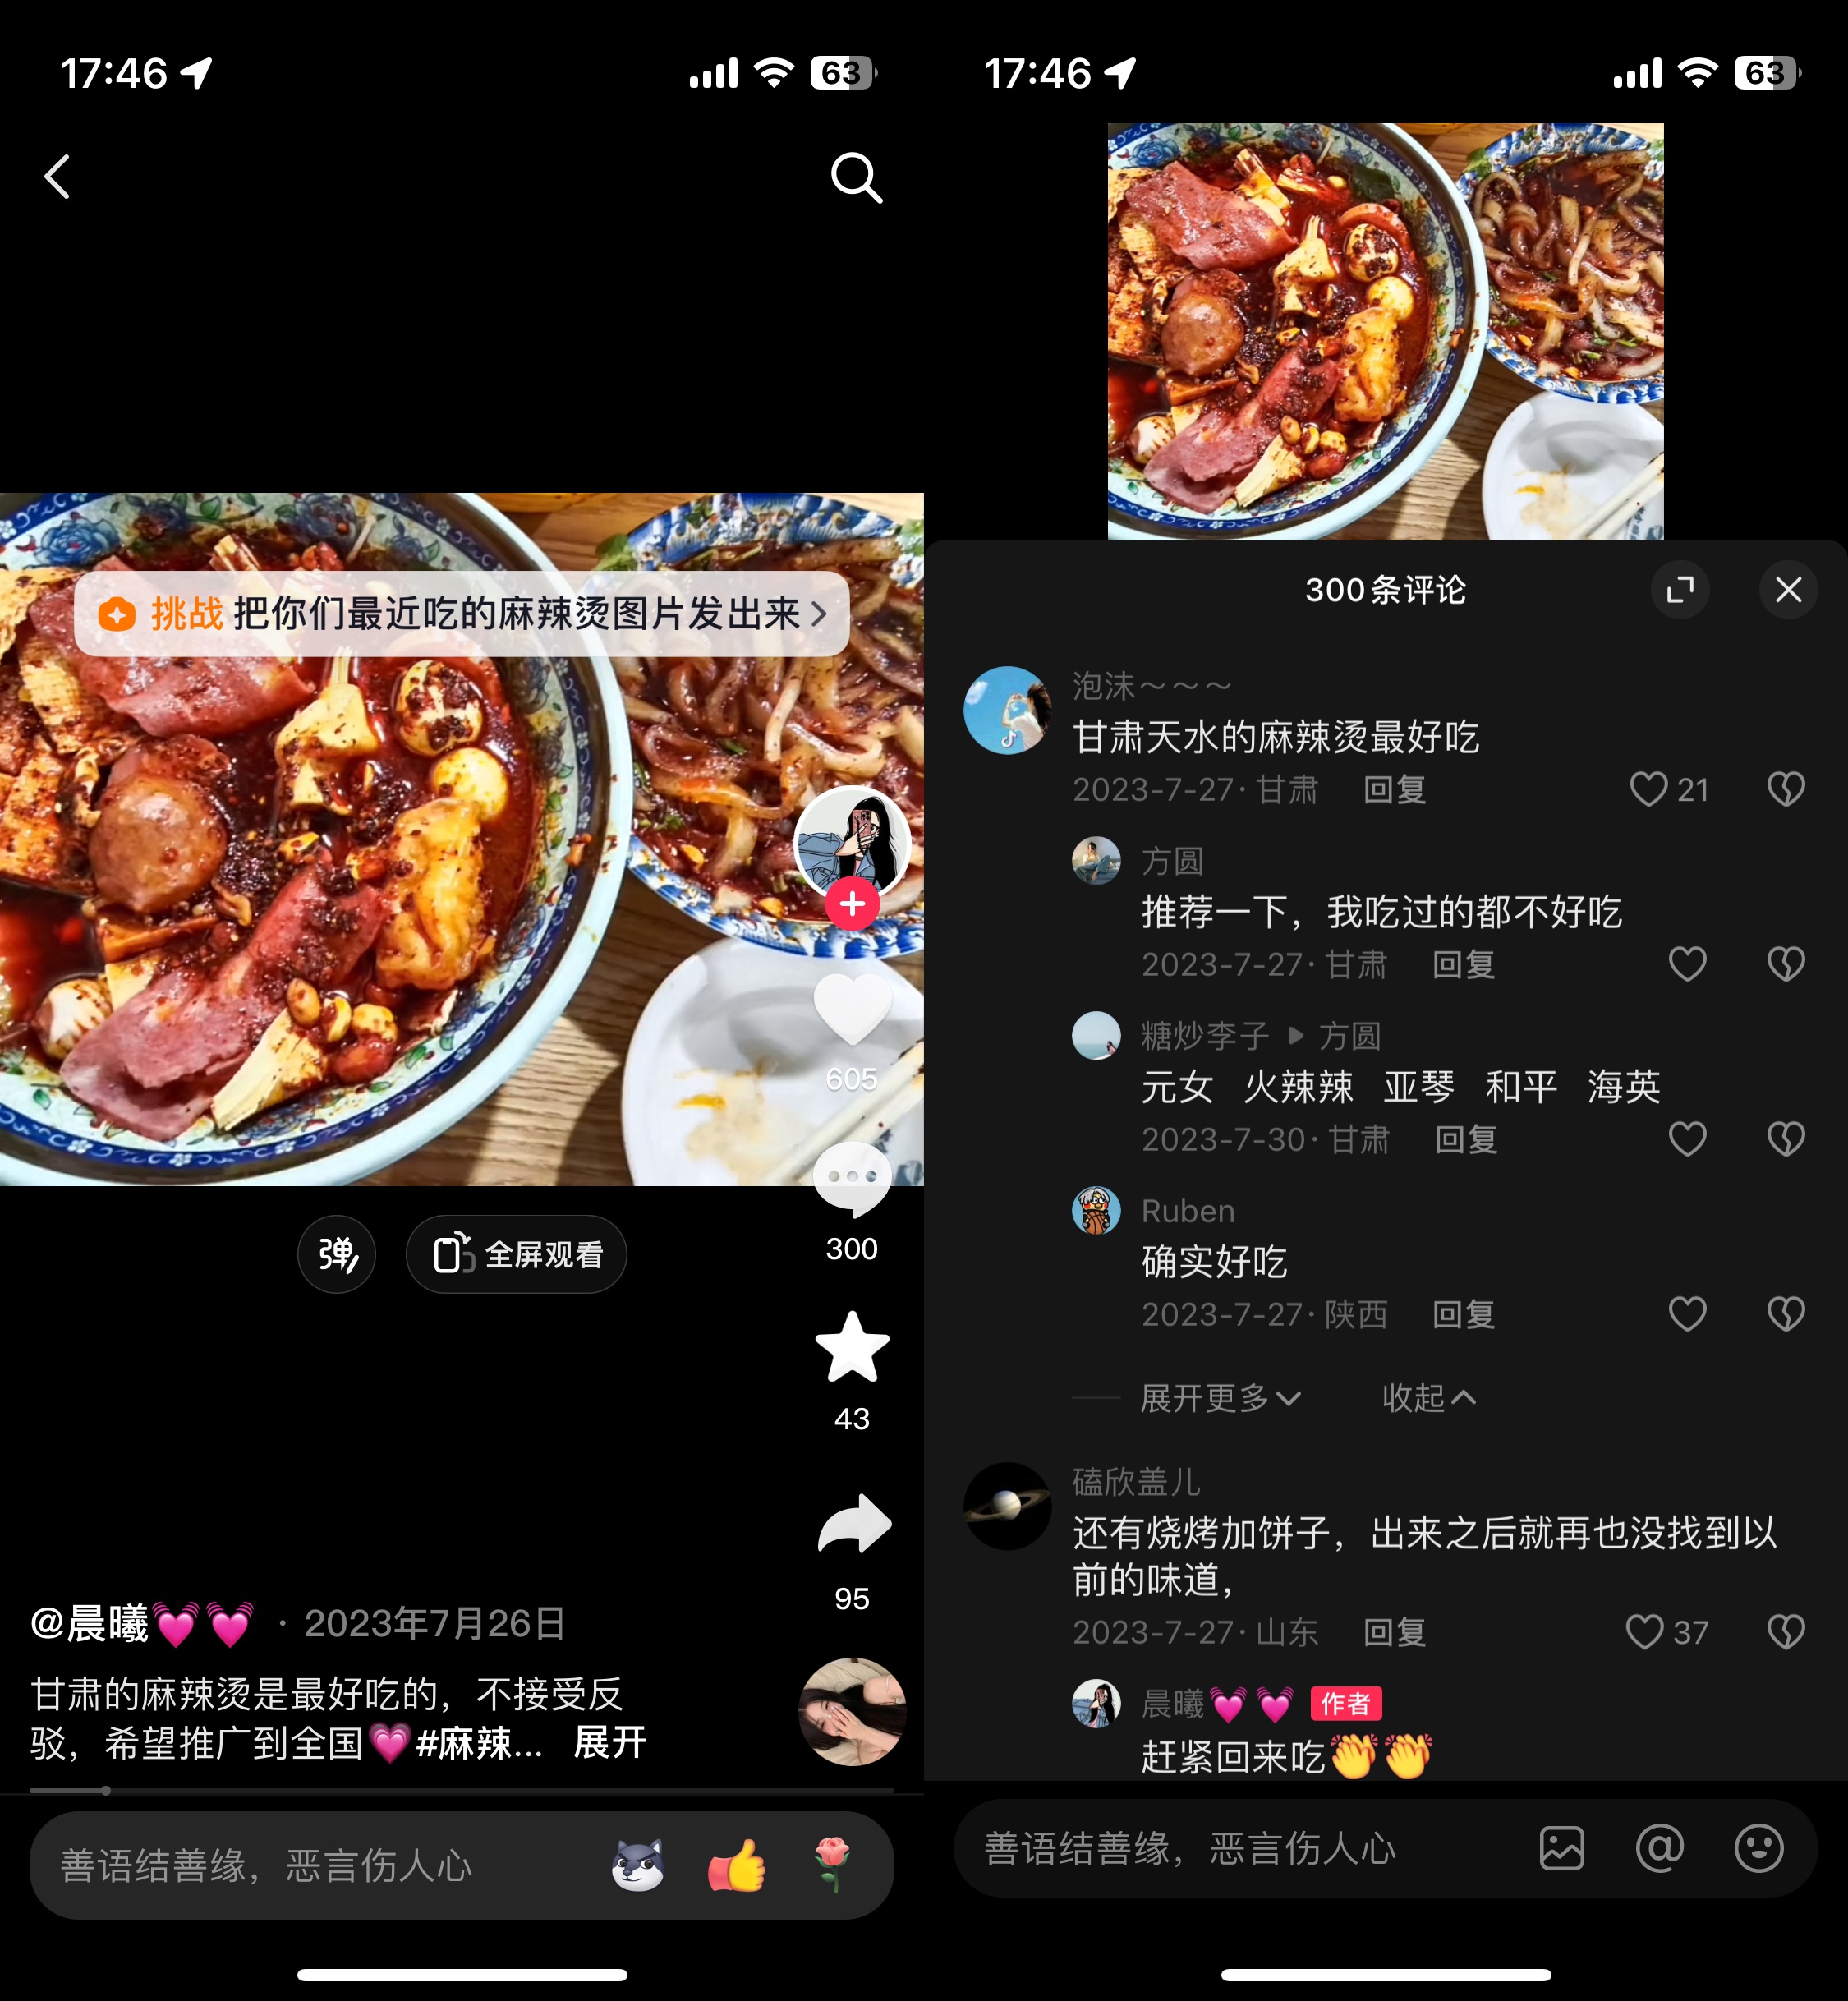 17:46
63
挑战 把你们最近吃的麻辣烫图片发出来
605
弹
全屏观看
300
43
95
@晨曦💓💓 · 2023年7月26日
甘肃的麻辣烫是最好吃的，不接受反
驳，希望推广到全国💗#麻辣... 展开
善语结善缘，恶言伤人心
17:46
63
300条评论
泡沫～～～
甘肃天水的麻辣烫最好吃
2023-7-27·甘肃 回复 21
方圆
推荐一下，我吃过的都不好吃
2023-7-27·甘肃 回复
糖炒李子 ▶ 方圆
元女 火辣辣 亚琴 和平 海英
2023-7-30·甘肃 回复
Ruben
确实好吃
2023-7-27·陕西 回复
展开更多 收起
磕欣盖儿
还有烧烤加饼子，出来之后就再也没找到以
前的味道，
2023-7-27·山东 回复 37
晨曦💓💓 作者
赶紧回来吃👏👏
善语结善缘，恶言伤人心